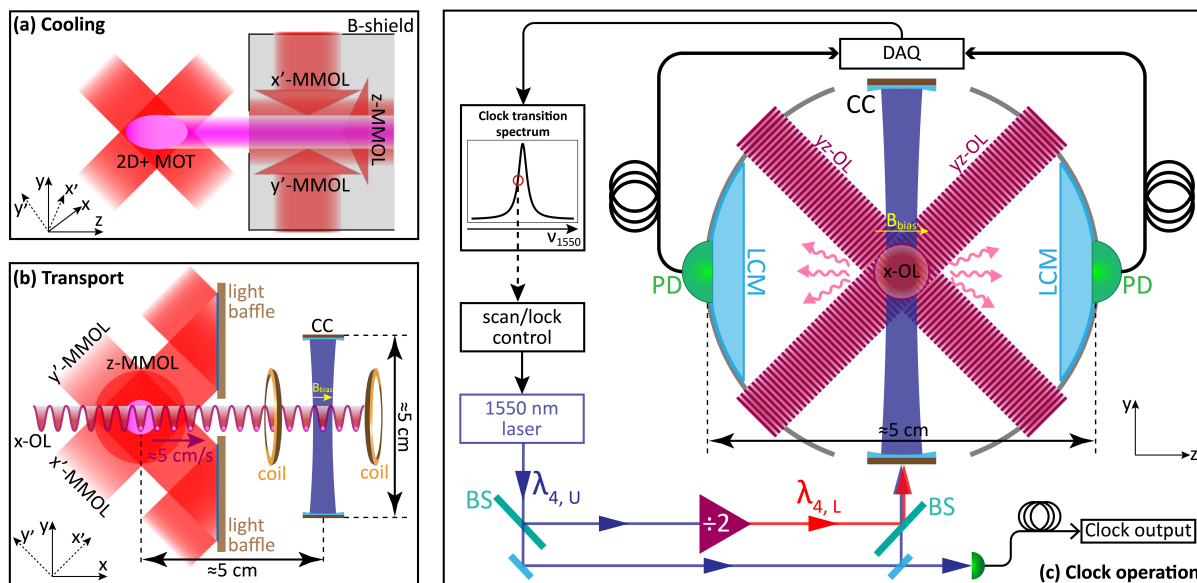 (a) Cooling
B-shield
x'-MMOL
z-MMOL
2D+ MOT
y'-MMOL
y
x'
y'
x
z
(b) Transport
light
baffle
CC
y'-MMOL
z-MMOL
B_bias
≈5 cm
x-OL
≈5 cm/s
coil
coil
x'-MMOL
light
baffle
y
y'
x'
x
≈5 cm
DAQ
CC
Clock transition
spectrum
ν_1550
yz-OL
yz-OL
B_bias
x-OL
LCM
LCM
PD
PD
scan/lock
control
1550 nm
laser
≈5 cm
y
z
λ_4, U
BS
÷2
λ_4, L
BS
Clock output
(c) Clock operation